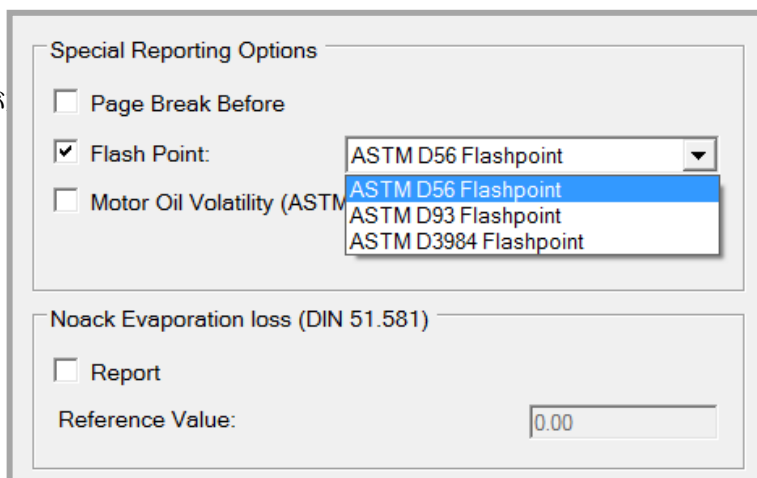 Special Reporting Options
Page Break Before
Flash Point:
ASTM D56 Flashpoint
ASTM D56 Flashpoint
Motor Oil Volatility (ASTM
ASTM D93 Flashpoint
ASTM D3984 Flashpoint
Noack Evaporation loss (DIN 51.581)
Report
Reference Value:
0.00